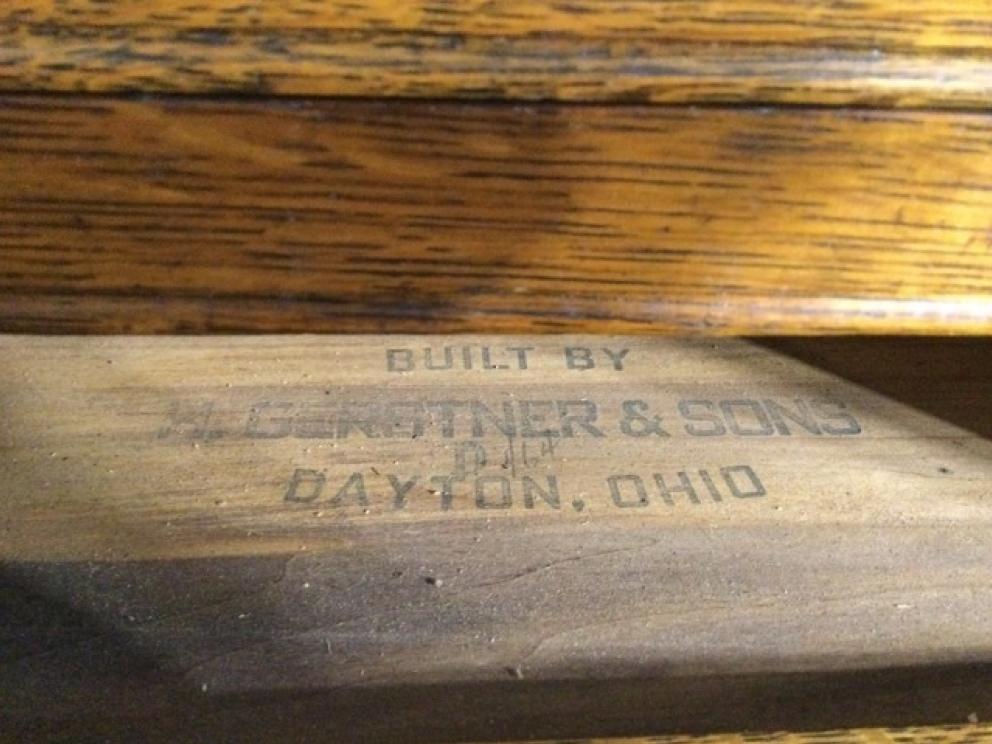 BUILT BY
H. GERSTNER & SONS
DAYTON, OHIO